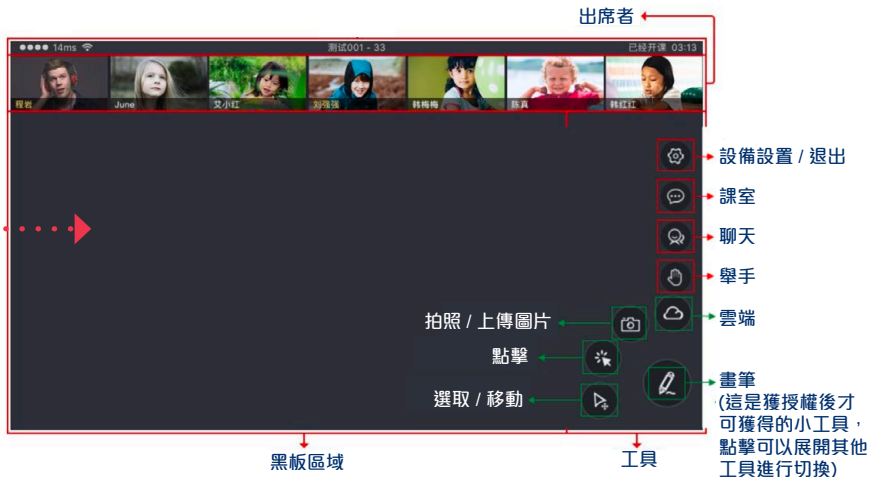 出席者
14ms
测试001 - 33
已经开课 03:13
程岩
June
艾小红
刘强强
韩梅梅
陈真
韩红红
設備設置 / 退出
課室
聊天
舉手
雲端
拍照 / 上傳圖片
點擊
選取 / 移動
畫筆
(這是獲授權後才
可獲得的小工具，
點擊可以展開其他
工具進行切換)
黑板區域
工具